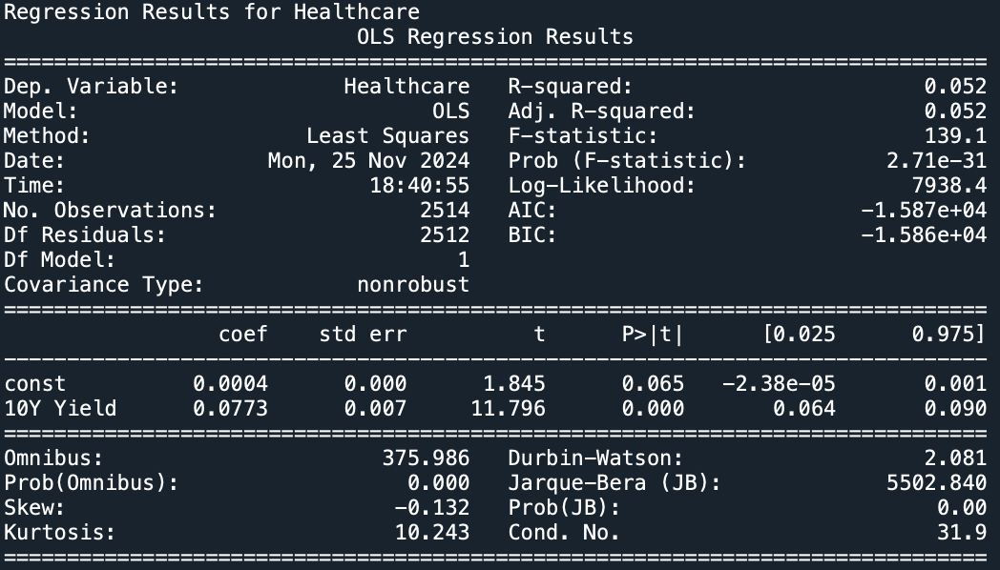 Regression Results for Healthcare
                            OLS Regression Results
==============================================================================
Dep. Variable:             Healthcare   R-squared:                       0.052
Model:                            OLS   Adj. R-squared:                  0.052
Method:                 Least Squares   F-statistic:                     139.1
Date:                Mon, 25 Nov 2024   Prob (F-statistic):           2.71e-31
Time:                        18:40:55   Log-Likelihood:                 7938.4
No. Observations:                2514   AIC:                        -1.587e+04
Df Residuals:                    2512   BIC:                        -1.586e+04
Df Model:                           1
Covariance Type:            nonrobust
==============================================================================
                 coef    std err          t      P>|t|      [0.025      0.975]
------------------------------------------------------------------------------
const          0.0004      0.000      1.845      0.065   -2.38e-05       0.001
10Y Yield      0.0773      0.007     11.796      0.000       0.064       0.090
==============================================================================
Omnibus:                      375.986   Durbin-Watson:                   2.081
Prob(Omnibus):                  0.000   Jarque-Bera (JB):             5502.840
Skew:                          -0.132   Prob(JB):                         0.00
Kurtosis:                      10.243   Cond. No.                         31.9
==============================================================================